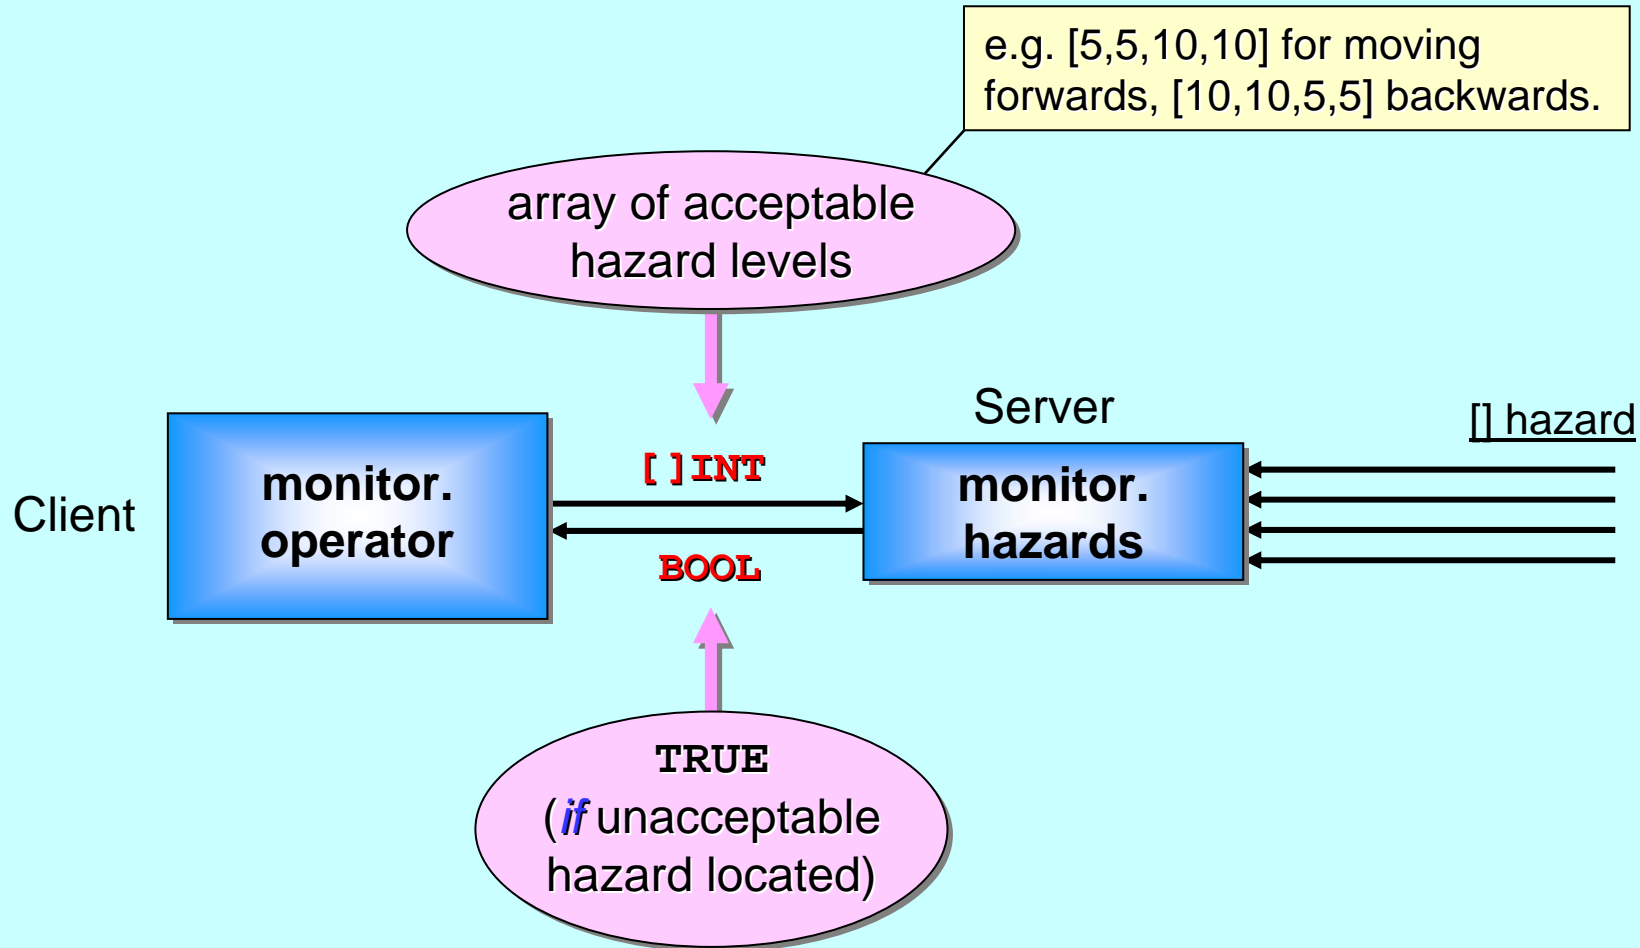 e.g. [5,5,10,10] for moving
forwards, [10,10,5,5] backwards.
array of acceptable
hazard levels
Server
[] hazard
Client
monitor.
operator
[]INT
BOOL
monitor.
hazards
TRUE
(if unacceptable
hazard located)